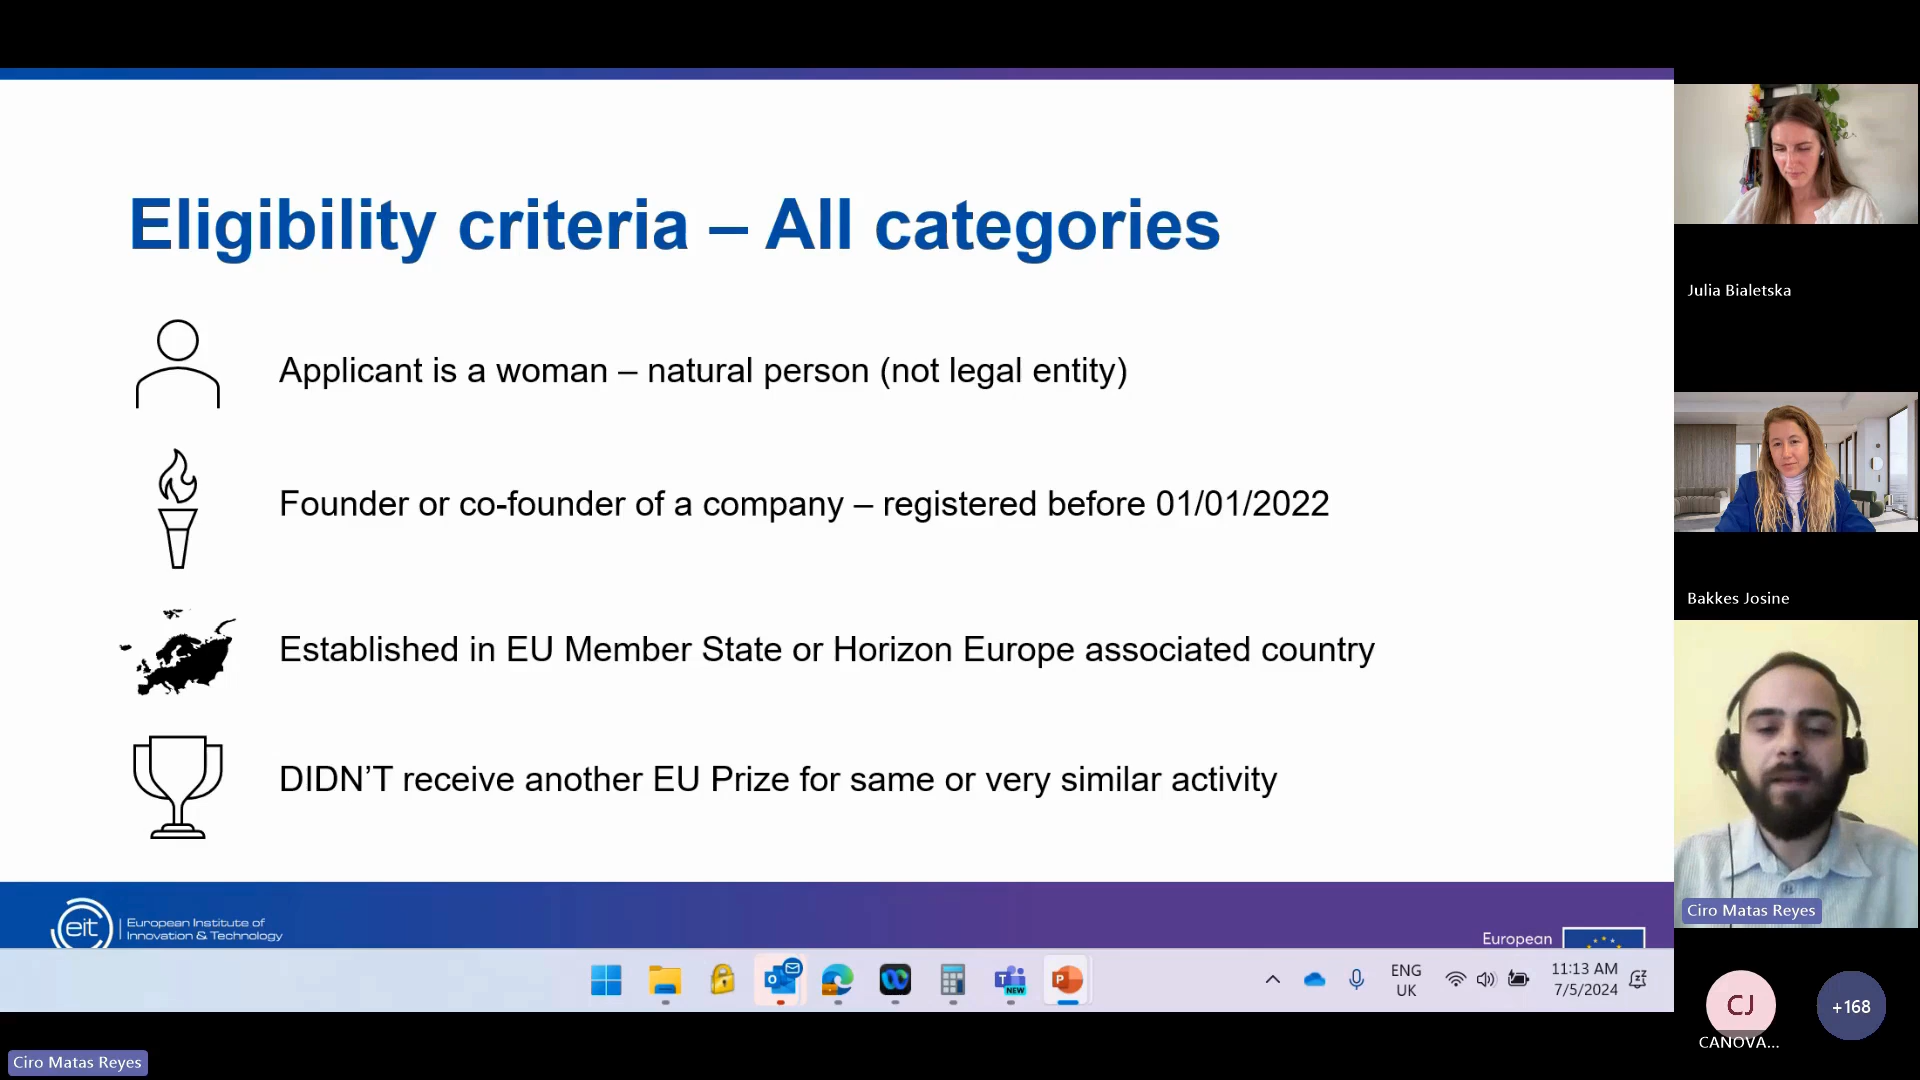 Eligibility criteria – All categories
Applicant is a woman – natural person (not legal entity)
Founder or co-founder of a company – registered before 01/01/2022
Established in EU Member State or Horizon Europe associated country
DIDN'T receive another EU Prize for same or very similar activity
eit
European Institute of
Innovation & Technology
European
NEW
ENG
UK
11:13 AM
7/5/2024
Julia Bialetska
Bakkes Josine
Ciro Matas Reyes
CJ
+168
CANOVA...
Ciro Matas Reyes